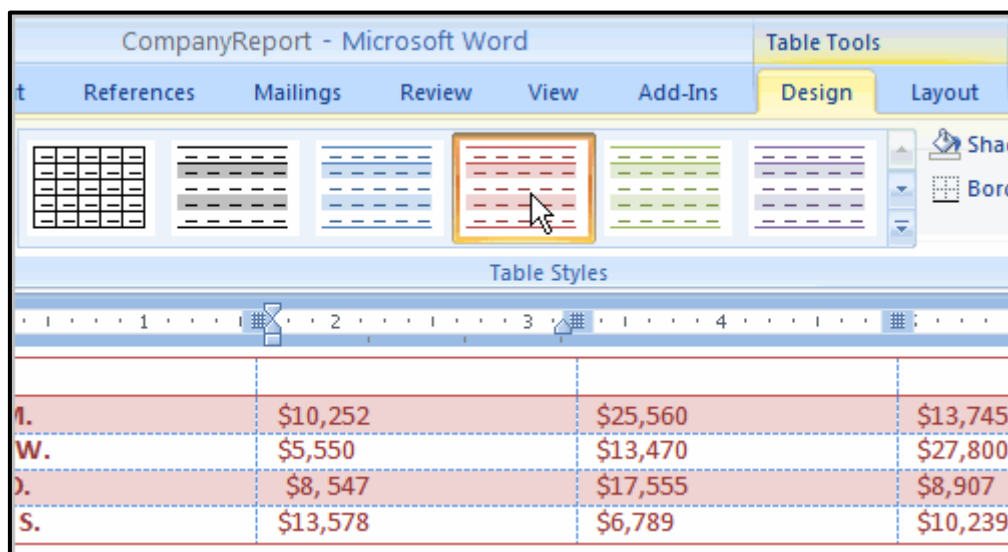 CompanyReport - Microsoft Word Table Tools
t References Mailings Review View Add-Ins Design Layout
Shad
Bord
Table Styles
1 2 3 4
M. $10,252 $25,560 $13,745
W. $5,550 $13,470 $27,800
D. $8, 547 $17,555 $8,907
S. $13,578 $6,789 $10,239